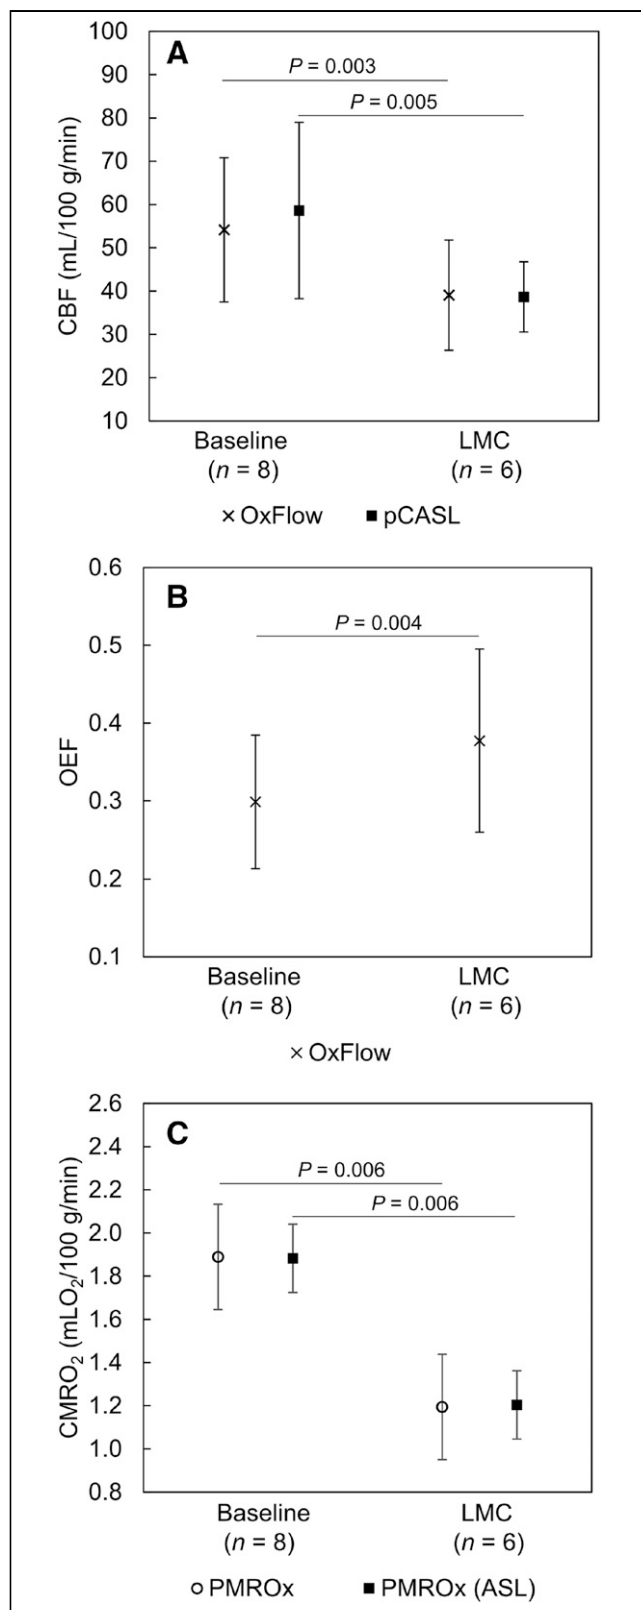 A
100
90
80
70
60
50
40
30
20
10
CBF (mL/100 g/min)
P = 0.003
P = 0.005
Baseline
(n = 8)
LMC
(n = 6)
× OxFlow ■ pCASL
B
0.6
0.5
0.4
0.3
0.2
0.1
OEF
P = 0.004
Baseline
(n = 8)
LMC
(n = 6)
× OxFlow
C
2.6
2.4
2.2
2.0
1.8
1.6
1.4
1.2
1.0
0.8
CMRO₂ (mLO₂/100 g/min)
P = 0.006
P = 0.006
Baseline
(n = 8)
LMC
(n = 6)
○ PMROx ■ PMROx (ASL)